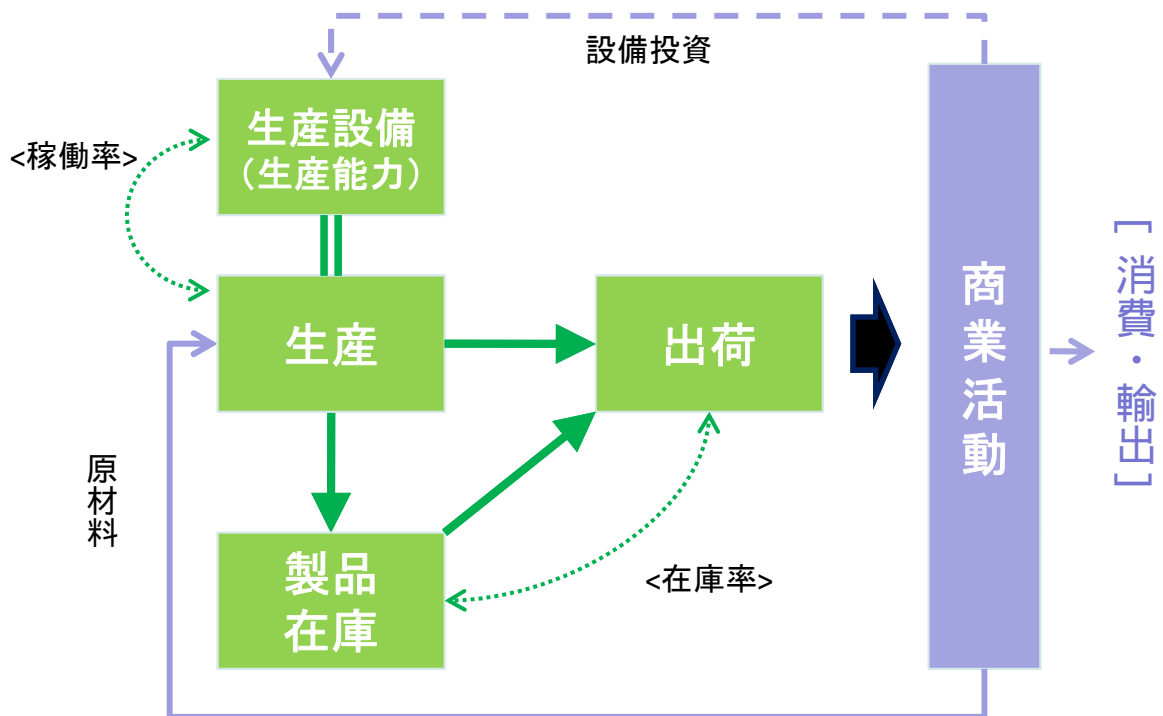 設備投資
生産設備
（生産能力）
<稼働率>
生産
出荷
商業活動
[ 消費・輸出 ]
原材料
製品
在庫
<在庫率>